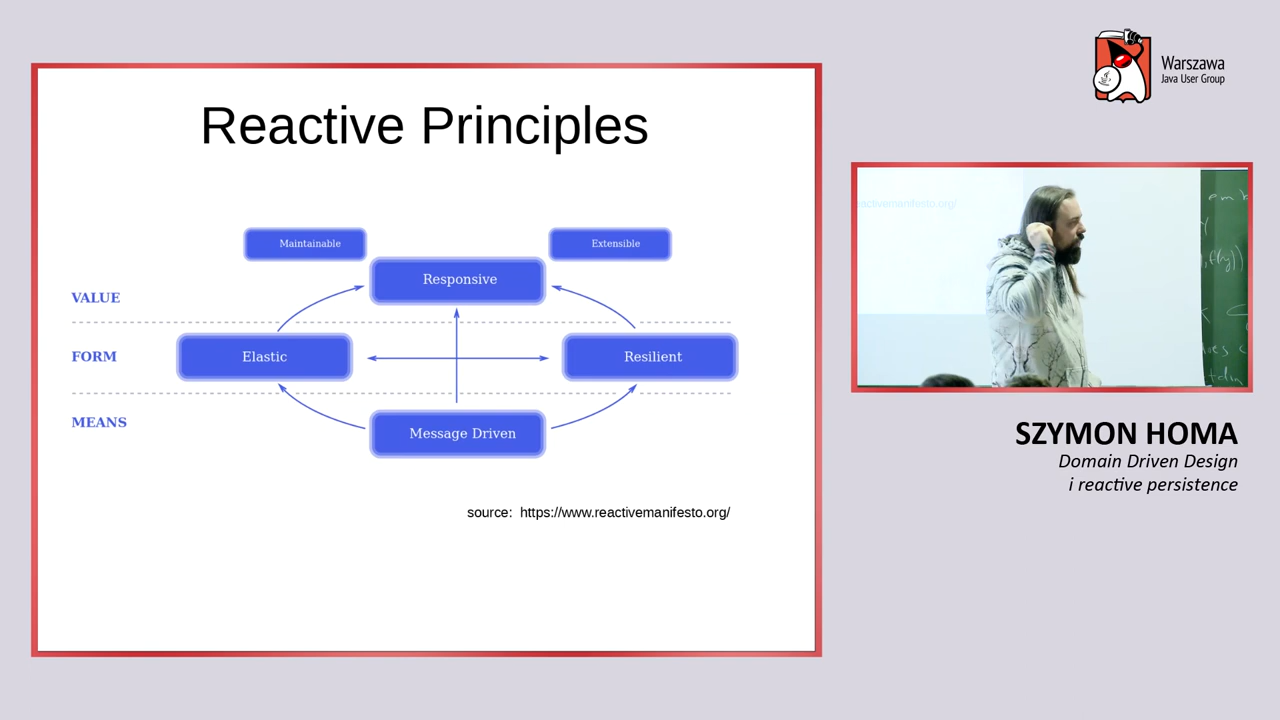 Reactive Principles
Maintainable
Extensible
Responsive
VALUE
FORM
Elastic
Resilient
MEANS
Message Driven
source: https://www.reactivemanifesto.org/
Warszawa
Java User Group
SZYMON HOMA
Domain Driven Design
i reactive persistence